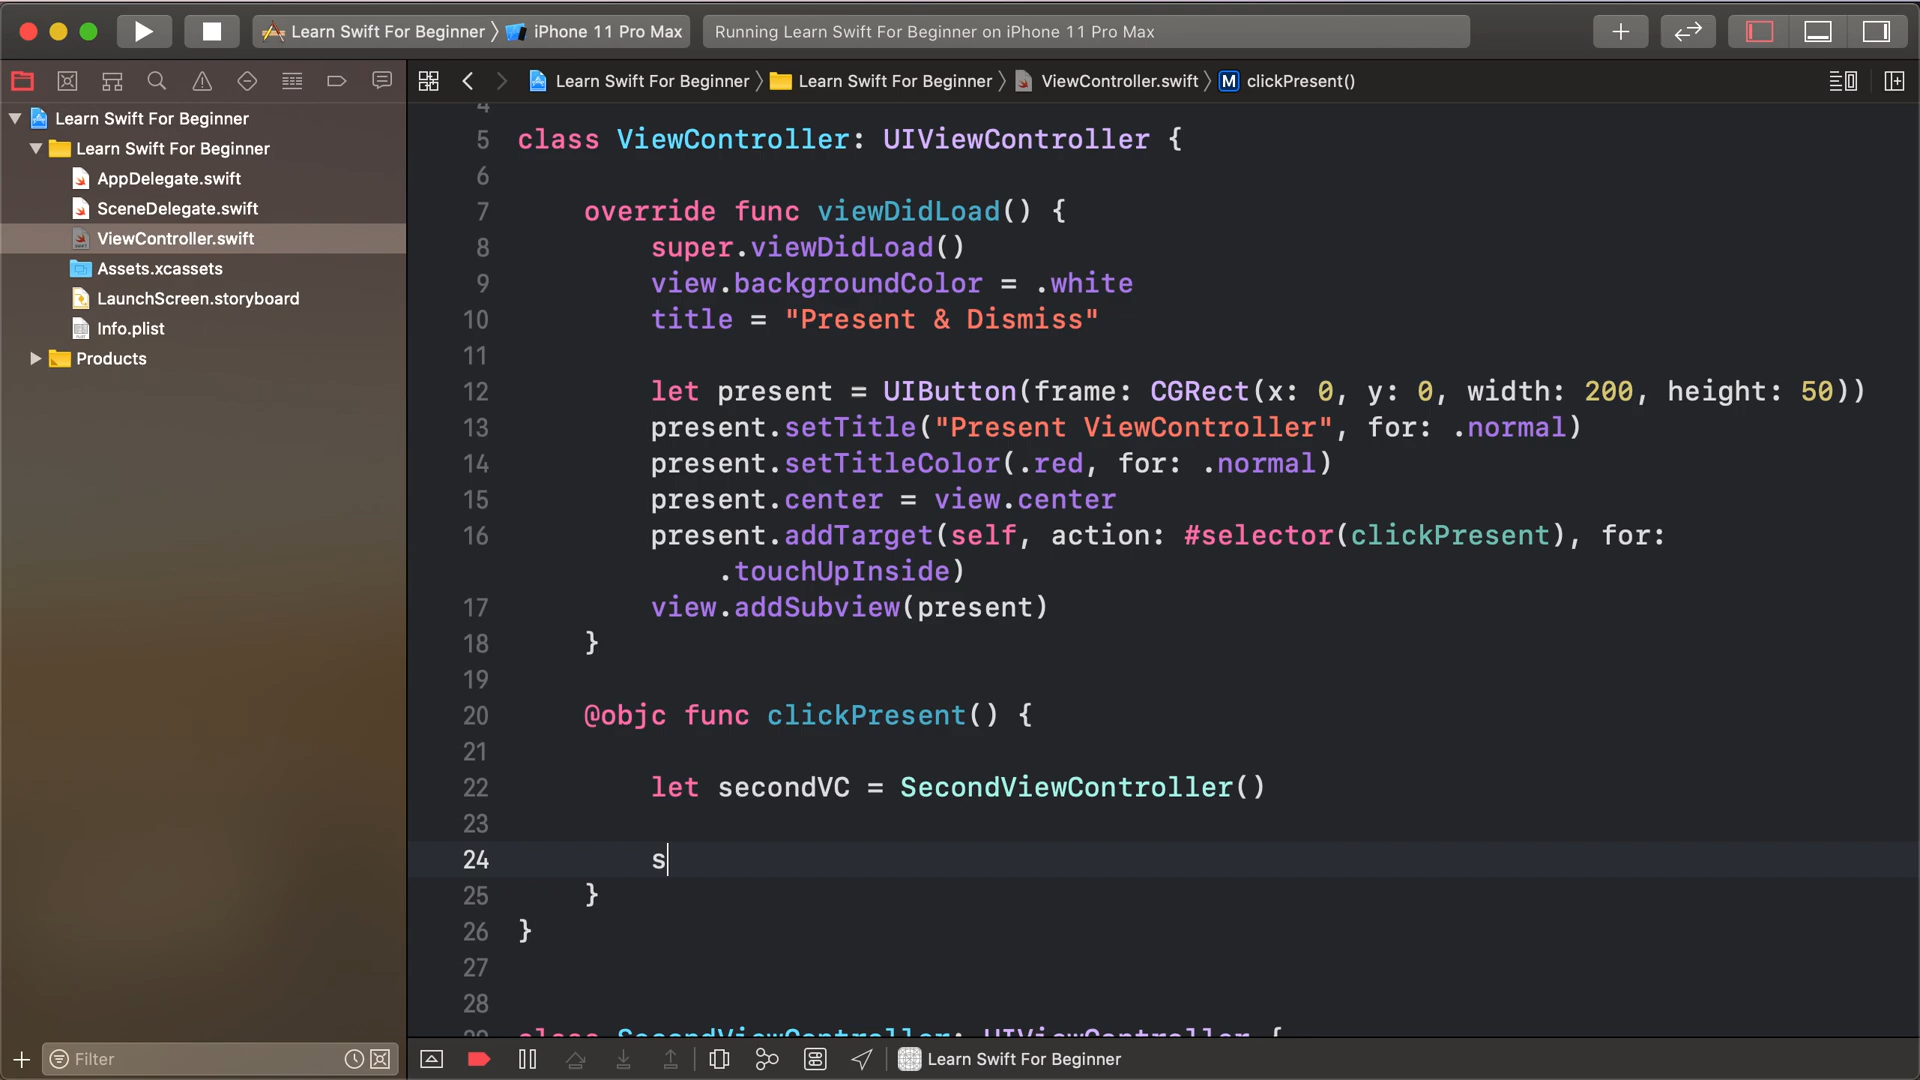 Learn Swift For Beginner 〉 iPhone 11 Pro Max
Running Learn Swift For Beginner on iPhone 11 Pro Max
Learn Swift For Beginner 〉 Learn Swift For Beginner 〉 ViewController.swift 〉 M clickPresent()
Learn Swift For Beginner
Learn Swift For Beginner
AppDelegate.swift
SceneDelegate.swift
ViewController.swift
Assets.xcassets
LaunchScreen.storyboard
Info.plist
Products
Filter
4
5 class ViewController: UIViewController {
6
7 override func viewDidLoad() {
8 super.viewDidLoad()
9 view.backgroundColor = .white
10 title = "Present & Dismiss"
11
12 let present = UIButton(frame: CGRect(x: 0, y: 0, width: 200, height: 50))
13 present.setTitle("Present ViewController", for: .normal)
14 present.setTitleColor(.red, for: .normal)
15 present.center = view.center
16 present.addTarget(self, action: #selector(clickPresent), for:
.touchUpInside)
17 view.addSubview(present)
18 }
19
20 @objc func clickPresent() {
21
22 let secondVC = SecondViewController()
23
24 s
25 }
26 }
27
28
29 class SecondViewController: UIViewController {
Learn Swift For Beginner